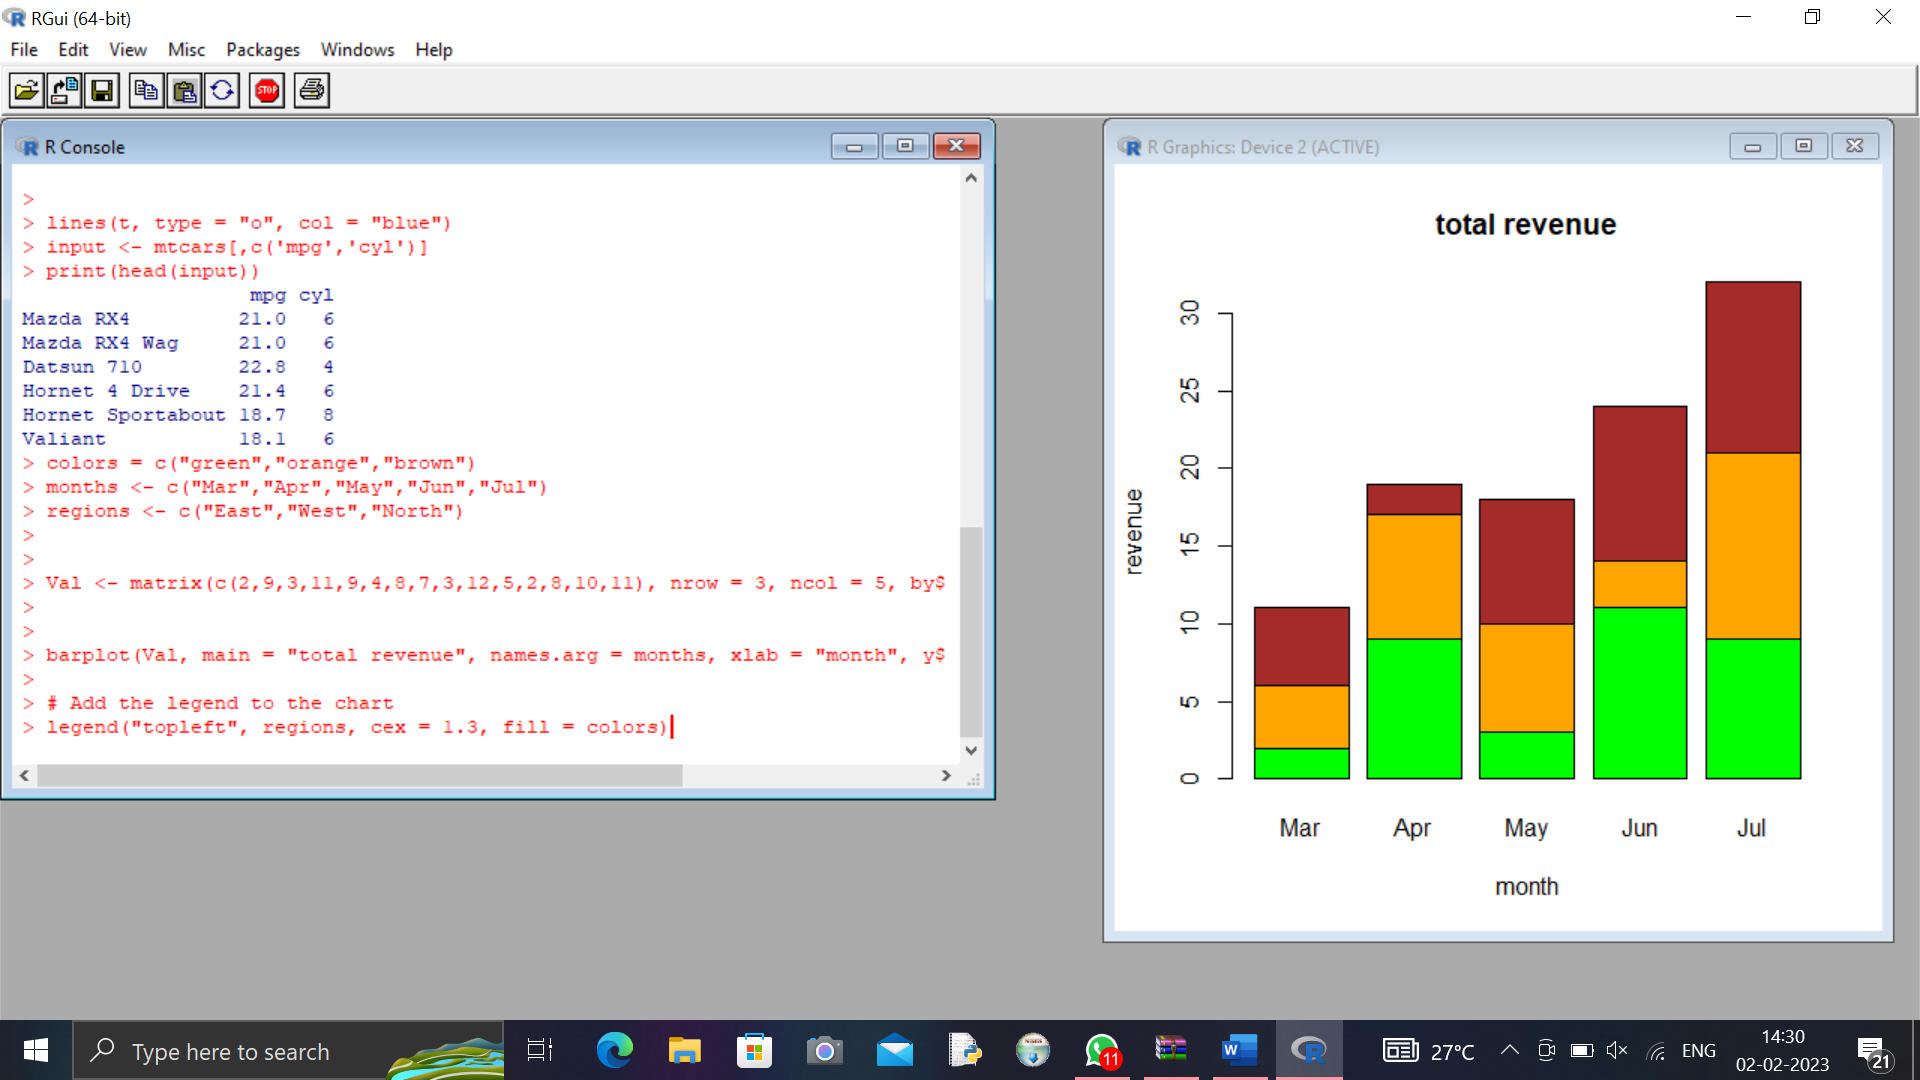 RGui (64-bit)
File Edit View Misc Packages Windows Help
STOP
R Console
>
> lines(t, type = "o", col = "blue")
> input <- mtcars[,c('mpg','cyl')]
> print(head(input))
mpg cyl
Mazda RX4 21.0 6
Mazda RX4 Wag 21.0 6
Datsun 710 22.8 4
Hornet 4 Drive 21.4 6
Hornet Sportabout 18.7 8
Valiant 18.1 6
> colors = c("green","orange","brown")
> months <- c("Mar","Apr","May","Jun","Jul")
> regions <- c("East","West","North")
>
>
> Val <- matrix(c(2,9,3,11,9,4,8,7,3,12,5,2,8,10,11), nrow = 3, ncol = 5, by$
>
>
> barplot(Val, main = "total revenue", names.arg = months, xlab = "month", y$
>
> # Add the legend to the chart
> legend("topleft", regions, cex = 1.3, fill = colors)
R Graphics: Device 2 (ACTIVE)
total revenue
revenue
30
25
20
15
10
5
0
Mar Apr May Jun Jul
month
Type here to search
11
W
27°C
ENG
14:30
02-02-2023
21